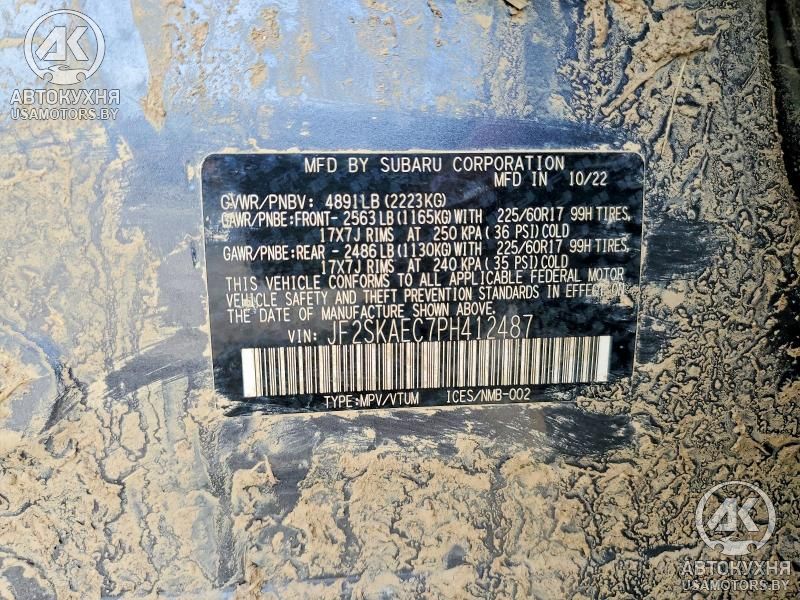 АК
АВТОКУХНЯ
USAMOTORS.BY
MFD BY SUBARU CORPORATION
MFD IN 10/22
GVWR/PNBV: 4891LB (2223KG)
GAWR/PNBE:FRONT- 2563LB (1165KG) WITH 225/60R17 99H TIRES,
17X7J RIMS AT 250 KPA( 36 PSI) COLD
GAWR/PNBE:REAR - 2486LB (1130KG) WITH 225/60R17 99H TIRES,
17X7J RIMS AT 240 KPA( 35 PSI) COLD
THIS VEHICLE CONFORMS TO ALL APPLICABLE FEDERAL MOTOR
VEHICLE SAFETY AND THEFT PREVENTION STANDARDS IN EFFECT ON
THE DATE OF MANUFACTURE SHOWN ABOVE.
VIN: JF2SKAEC7PH412487
TYPE:MPV/VTUM ICES/NMB-002
АК
АВТОКУХНЯ
USAMOTORS.BY